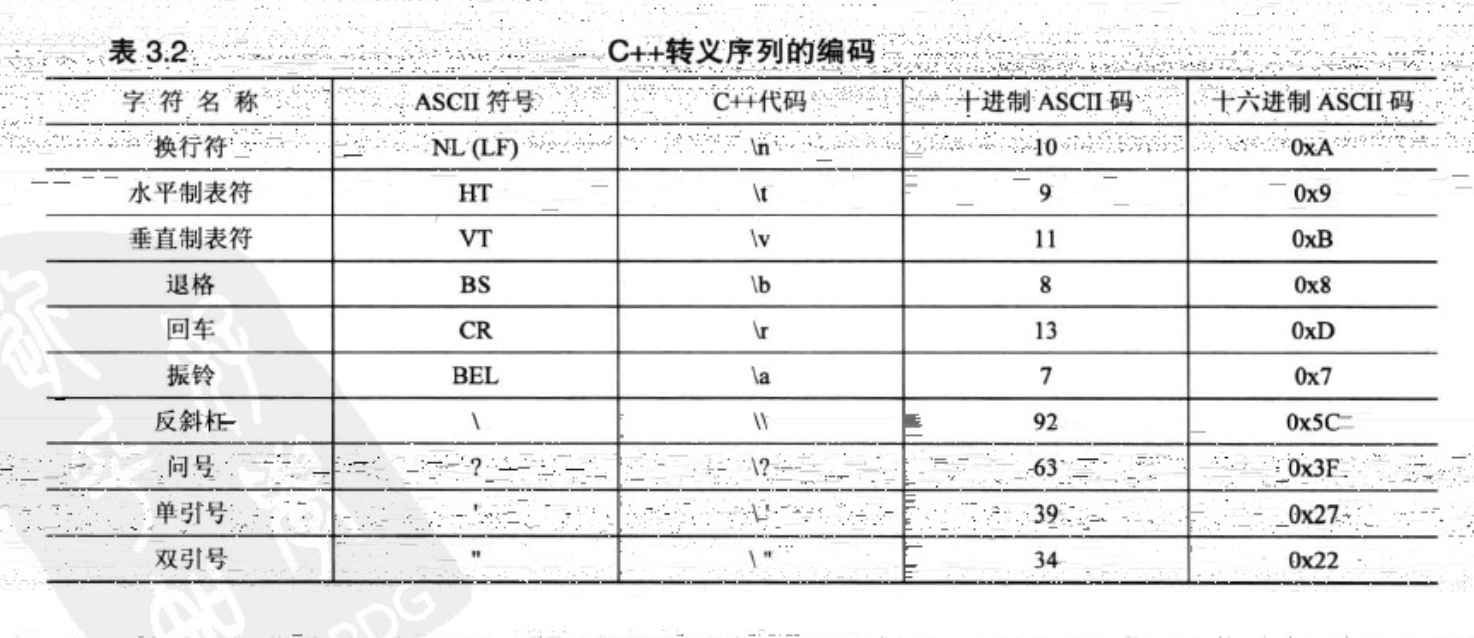 表 3.2 C++转义序列的编码
字符名称 ASCII 符号 C++代码 十进制 ASCII 码 十六进制 ASCII 码
换行符 NL (LF) \n 10 0xA
水平制表符 HT \t 9 0x9
垂直制表符 VT \v 11 0xB
退格 BS \b 8 0x8
回车 CR \r 13 0xD
振铃 BEL \a 7 0x7
反斜杠 \ \\ 92 0x5C
问号 ? \? 63 0x3F
单引号 ' \' 39 0x27
双引号 " \" 34 0x22
PDG